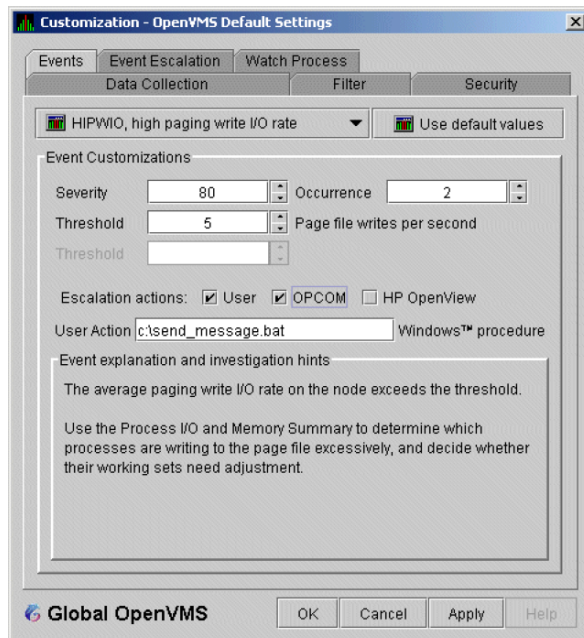 Customization - OpenVMS Default Settings
Events Event Escalation Watch Process
Data Collection Filter Security
HIPWIO, high paging write I/O rate Use default values
Event Customizations
Severity 80 Occurrence 2
Threshold 5 Page file writes per second
Threshold
Escalation actions: User OPCOM HP OpenView
User Action c:\send_message.bat Windows™ procedure
Event explanation and investigation hints
The average paging write I/O rate on the node exceeds the threshold.
Use the Process I/O and Memory Summary to determine which
processes are writing to the page file excessively, and decide whether
their working sets need adjustment.
Global OpenVMS OK Cancel Apply Help